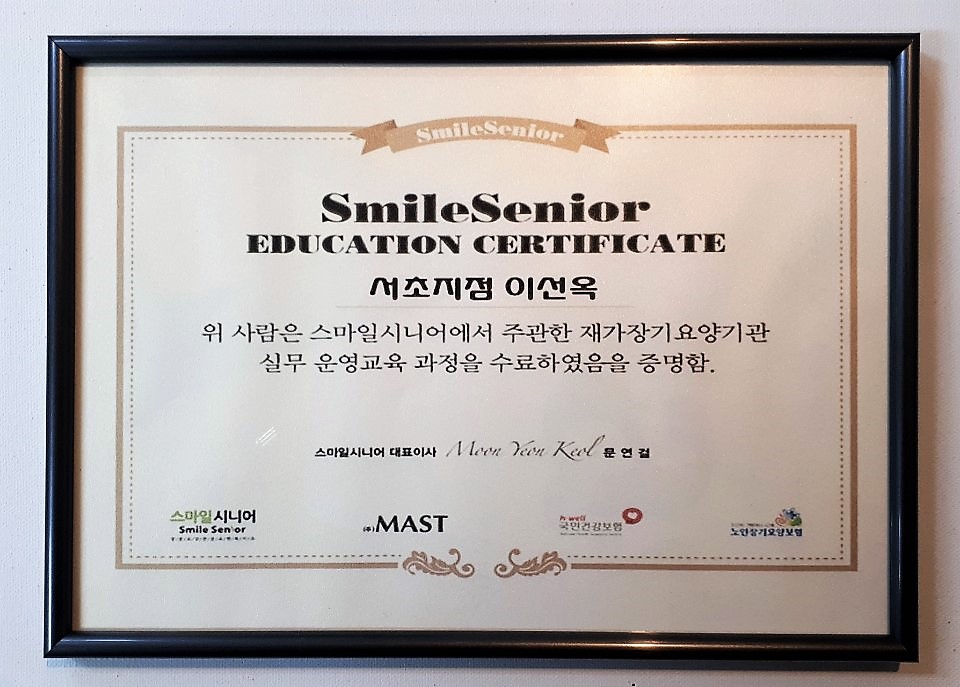 SmileSenior
SmileSenior
EDUCATION CERTIFICATE
서초지점 이선옥
위 사람은 스마일시니어에서 주관한 재가장기요양기관
실무 운영교육 과정을 수료하였음을 증명함.
스마일시니어 대표이사 Moon Yeon Keol 문연걸
스마일시니어
Smile Senior
(주)MAST
h-well
국민건강보험
노인장기요양보험